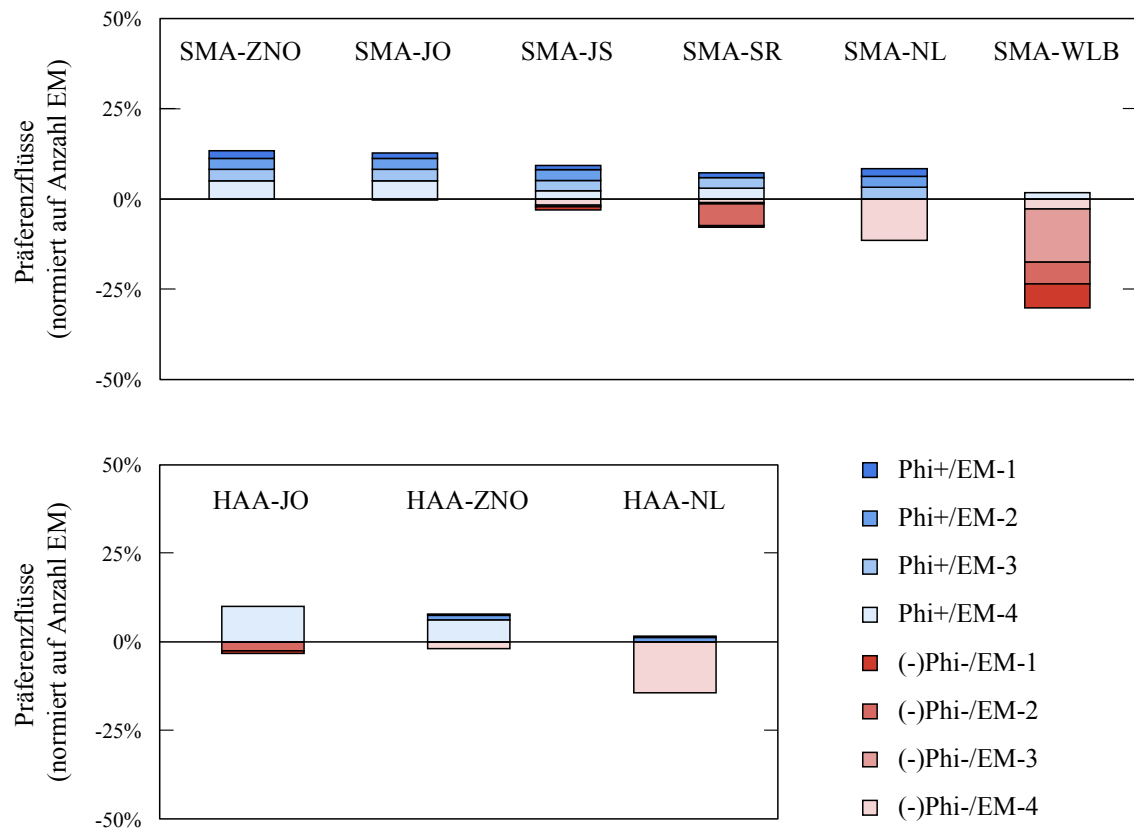 50%
SMA-ZNO SMA-JO SMA-JS SMA-SR SMA-NL SMA-WLB
25%
0%
-25%
-50%
Präferenzflüsse
(normiert auf Anzahl EM)
50%
HAA-JO HAA-ZNO HAA-NL
25%
0%
-25%
-50%
Präferenzflüsse
(normiert auf Anzahl EM)
Phi+/EM-1
Phi+/EM-2
Phi+/EM-3
Phi+/EM-4
(-)Phi-/EM-1
(-)Phi-/EM-2
(-)Phi-/EM-3
(-)Phi-/EM-4